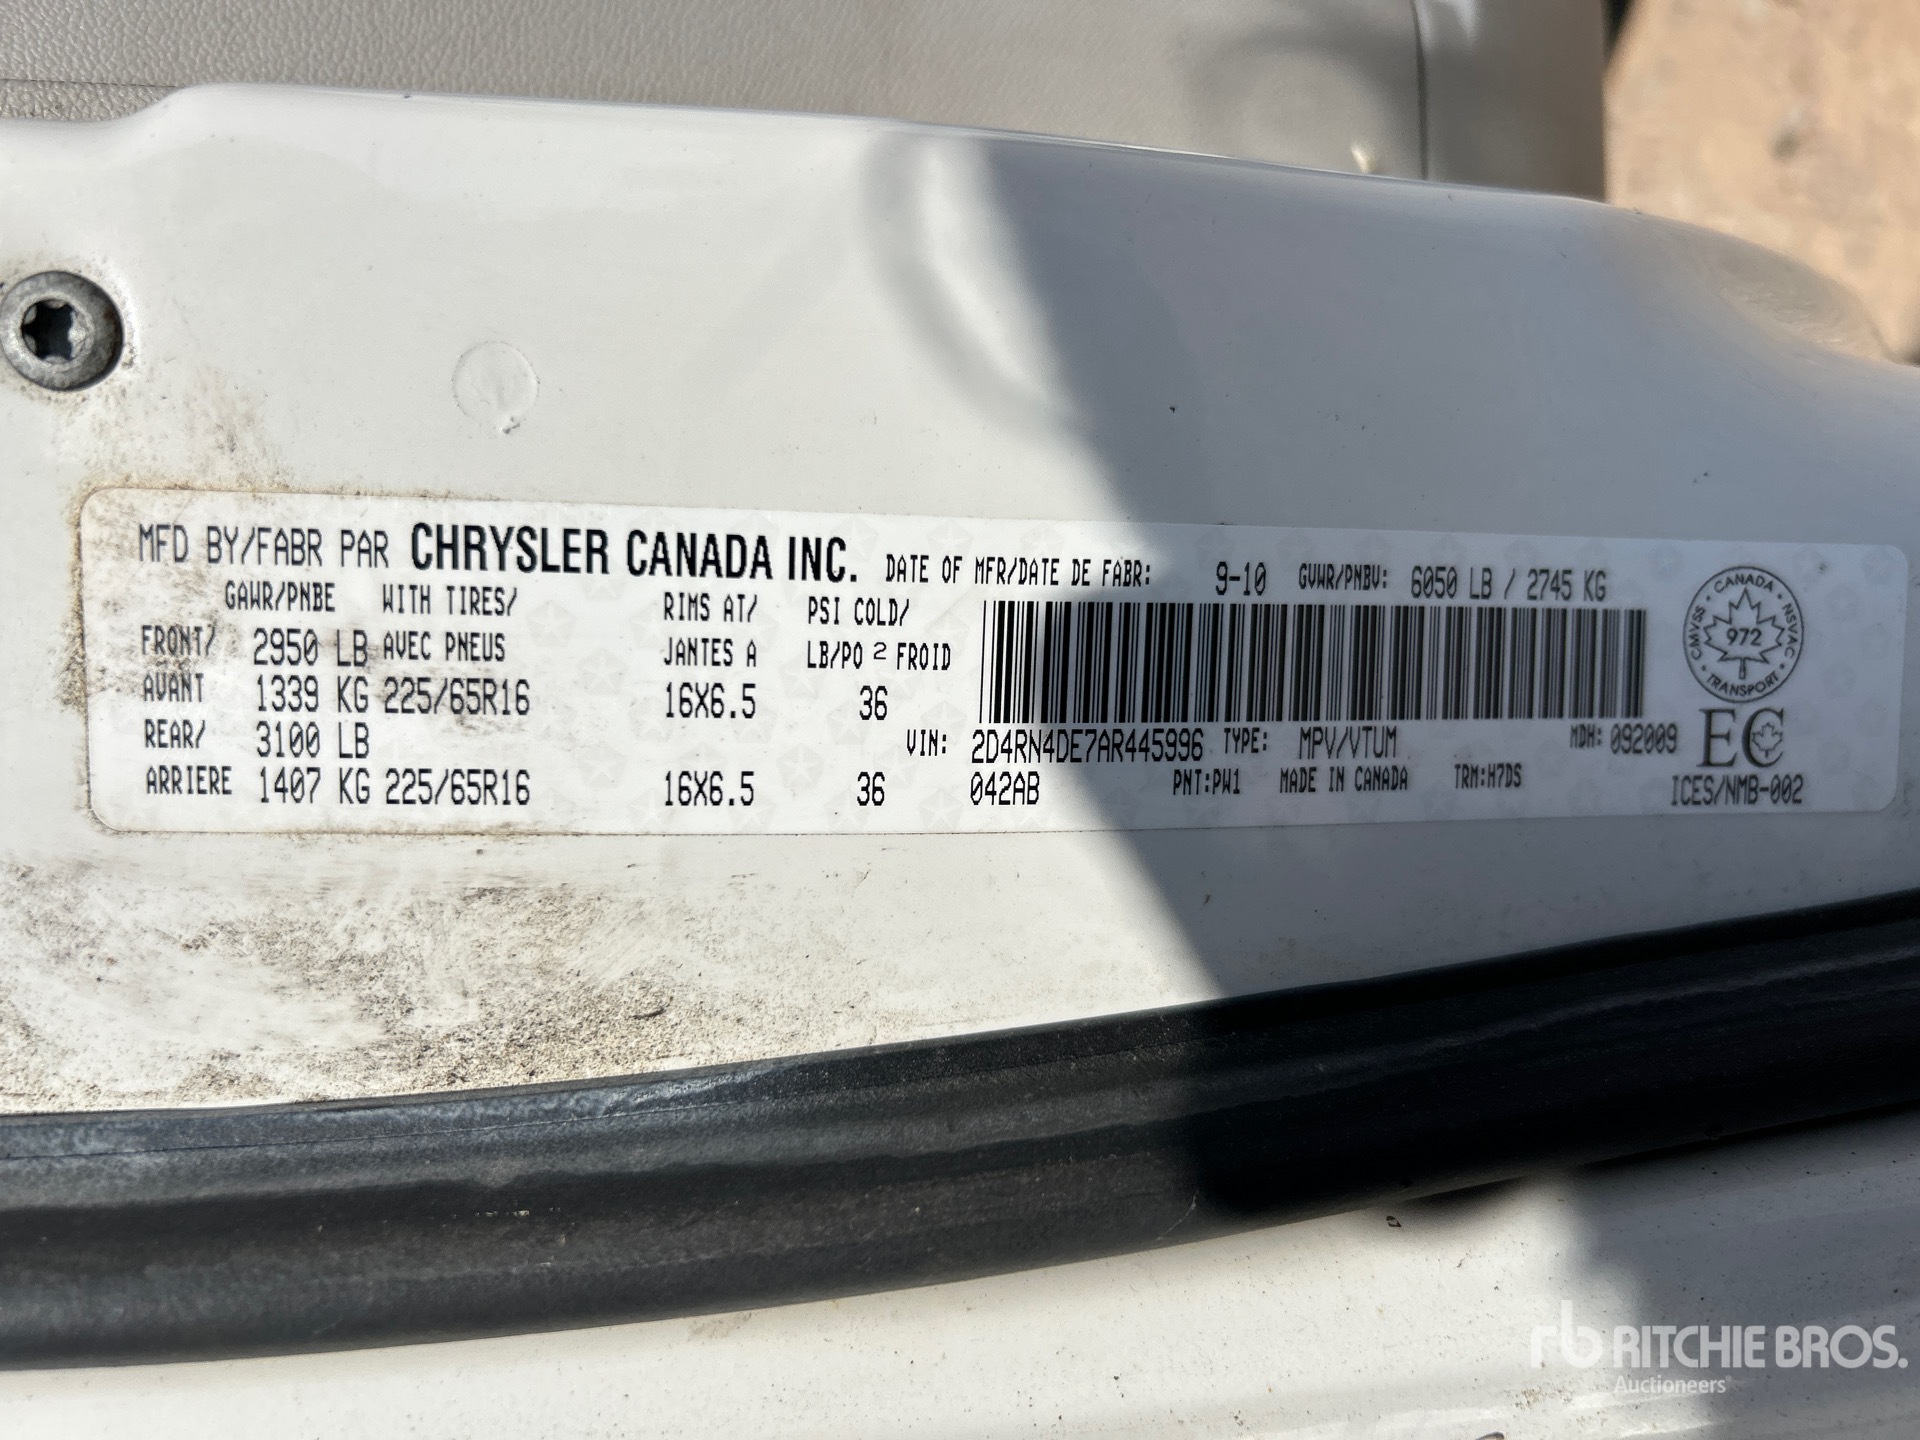 MFD BY/FABR PAR CHRYSLER CANADA INC. DATE OF MFR/DATE DE FABR: 9-10 GVWR/PNBV: 6050 LB / 2745 KG
GAWR/PNBE WITH TIRES/ RIMS AT/ PSI COLD/
FRONT/ 2950 LB AVEC PNEUS JANTES A LB/PO 2 FROID
AVANT 1339 KG 225/65R16 16X6.5 36
REAR/ 3100 LB VIN: 2D4RN4DE7AR445996 TYPE: MPV/VTUM MDH: 092009
ARRIERE 1407 KG 225/65R16 16X6.5 36 042AB PNT:PW1 MADE IN CANADA TRM:H7DS
CANADA • NSVAC • TRANSPORT • CMVSS •
972
EC
ICES/NMB-002
rb RITCHIE BROS.
Auctioneers